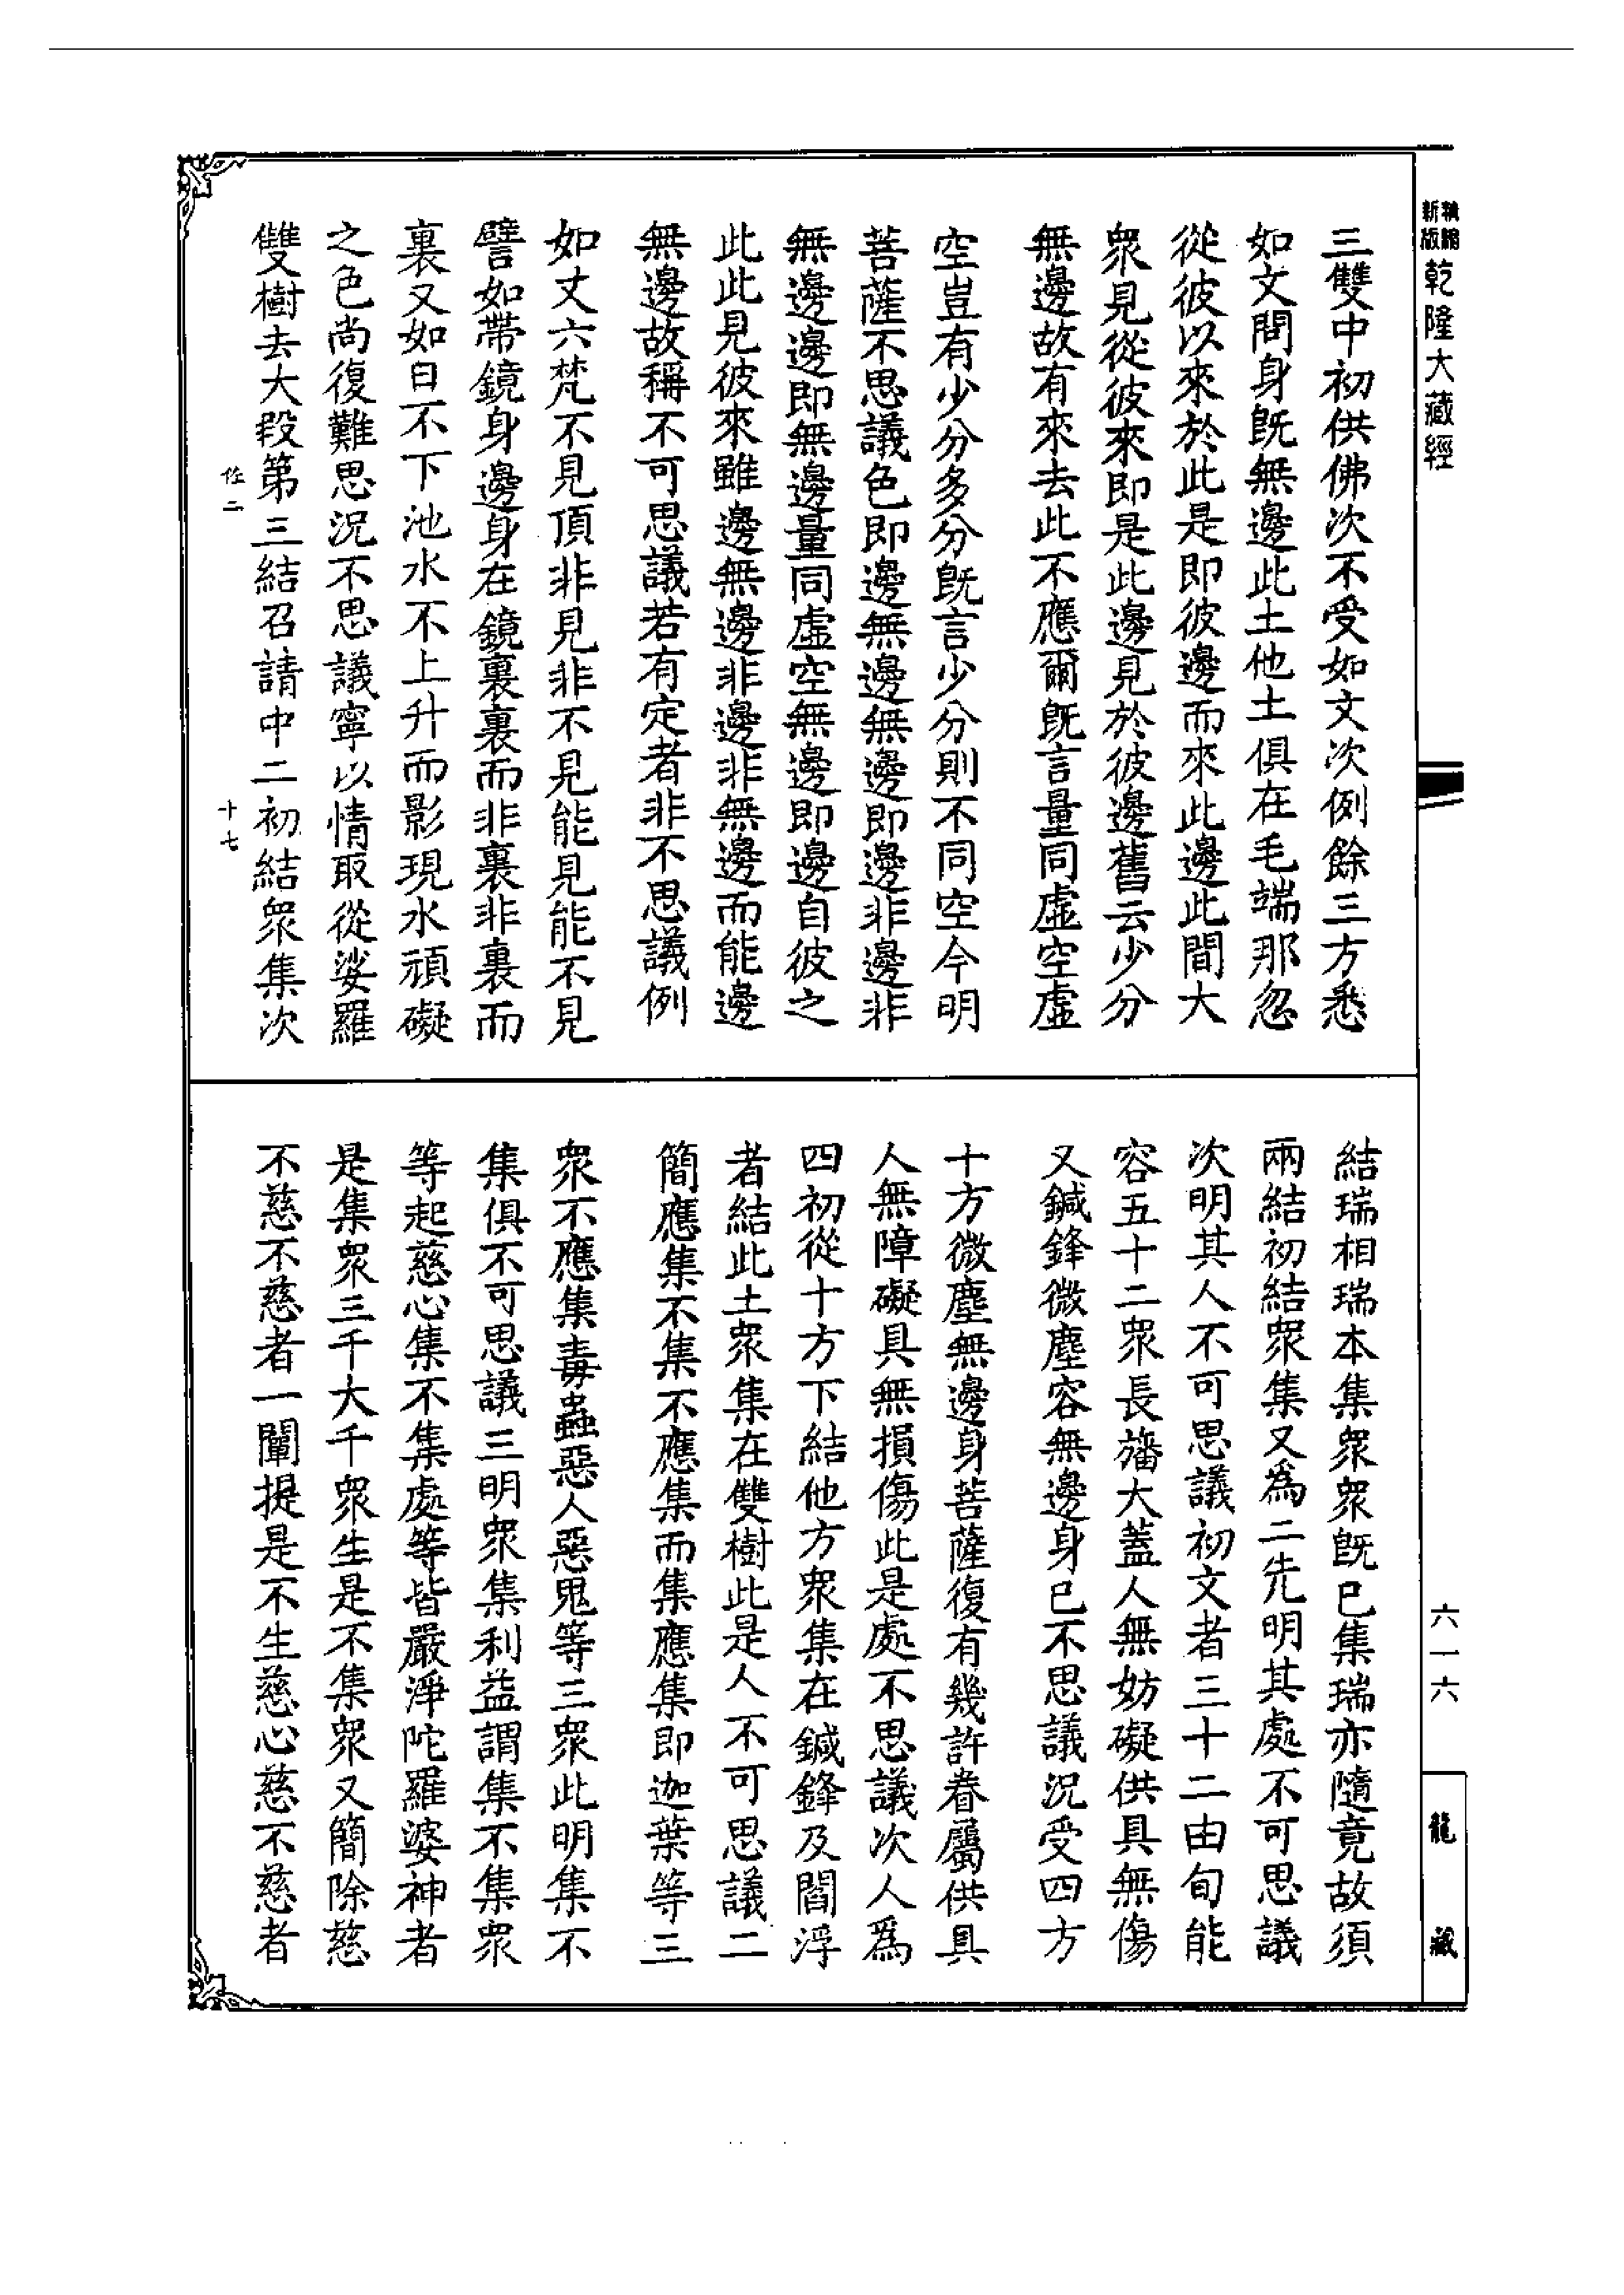 新版
乾隆大藏經
三雙中初供佛次不受如文次例餘三方悉
如文問身既無邊此土他土俱在毛端那忽
從彼以來於此是即彼邊而來此邊此間大
衆見從彼來即是此邊見於彼邊舊云少分
無邊故有來去此不應爾既言量同虛空虛
空豈有少分多分既言少分則不同空今明
菩薩不思議色即邊無邊無邊即邊非邊非
無邊邊即無邊量同虛空無邊即邊自彼之
此此見彼來雖邊無邊非邊非無邊而能邊
無邊故稱不可思議若有定者非不思議例
如丈六梵不見頂非見非不見能見能不見
譬如帶鏡身邊身在鏡裏裏而非裏非裏而
裏又如日不下池水不上升而影現水頑礙
之色尚復難思況不思議寧以情取從娑羅
雙樹去大段第三結召請中二初結衆集次
二
十七
結瑞相瑞本集衆衆既已集瑞亦隨竟故須
兩結初結衆集又爲二先明其處不可思議
次明其人不可思議初文者三十二由旬能
容五十二衆長旛大蓋人無妨礙供具無傷
又鍼鋒微塵容無邊身已不思議況受四方
十方微塵無邊身菩薩復有幾許眷屬供具
人無障礙具無損傷此是處不思議次人爲
四初從十方下結他方衆集在鍼鋒及閻浮
者結此土衆集在雙樹此是人不可思議二
簡應集不集不應集而集應集即迦葉等三
衆不應集毒蟲惡人惡鬼等三衆此明集不
集俱不可思議三明衆集利益謂集不集衆
等起慈心集不集處等皆嚴淨陀羅婆神者
是集衆三千大千衆生是不集衆又簡除慈
不慈不慈者一闡提是不生慈心慈不慈者
六一六
龍藏